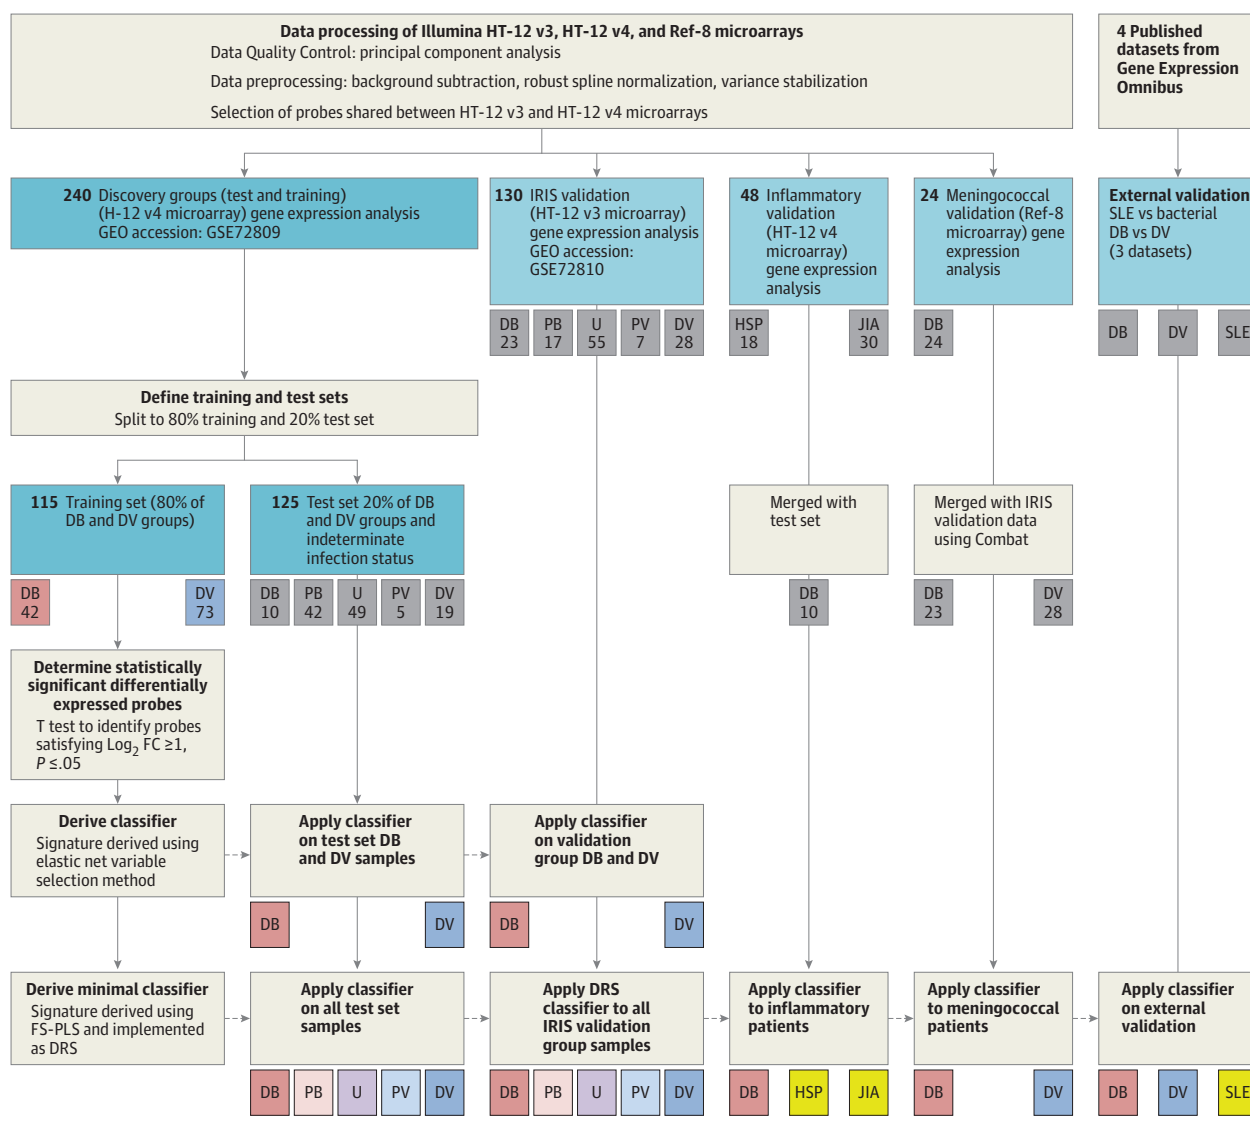 Data processing of Illumina HT-12 v3, HT-12 v4, and Ref-8 microarrays
Data Quality Control: principal component analysis
Data preprocessing: background subtraction, robust spline normalization, variance stabilization
Selection of probes shared between HT-12 v3 and HT-12 v4 microarrays
4 Published
datasets from
Gene Expression
Omnibus
240 Discovery groups (test and training)
(H-12 v4 microarray) gene expression analysis
GEO accession: GSE72809
130 IRIS validation
(HT-12 v3 microarray)
gene expression analysis
GEO accession:
GSE72810
48 Inflammatory
validation
(HT-12 v4
microarray)
gene expression
analysis
24 Meningococcal
validation (Ref-8
microarray) gene
expression
analysis
External validation
SLE vs bacterial
DB vs DV
(3 datasets)
DB PB U PV DV
23 17 55 7 28
HSP JIA
18 30
DB
24
DB DV SLE
Define training and test sets
Split to 80% training and 20% test set
115 Training set (80% of
DB and DV groups)
125 Test set 20% of DB
and DV groups and
indeterminate
infection status
Merged with
test set
Merged with IRIS
validation data
using Combat
DB DV
42 73
DB PB U PV DV
10 42 49 5 19
DB
10
DB DV
23 28
Determine statistically
significant differentially
expressed probes
T test to identify probes
satisfying Log2 FC ≥1,
P ≤.05
Derive classifier
Signature derived using
elastic net variable
selection method
Apply classifier
on test set DB
and DV samples
Apply classifier
on validation
group DB and DV
DB DV
DB DV
Derive minimal classifier
Signature derived using
FS-PLS and implemented
as DRS
Apply classifier
on all test set
samples
Apply DRS
classifier to all
IRIS validation
group samples
Apply classifier
to inflammatory
patients
Apply classifier
to meningococcal
patients
Apply classifier
on external
validation
DB PB U PV DV
DB PB U PV DV
DB HSP JIA
DB DV
DB DV SLE